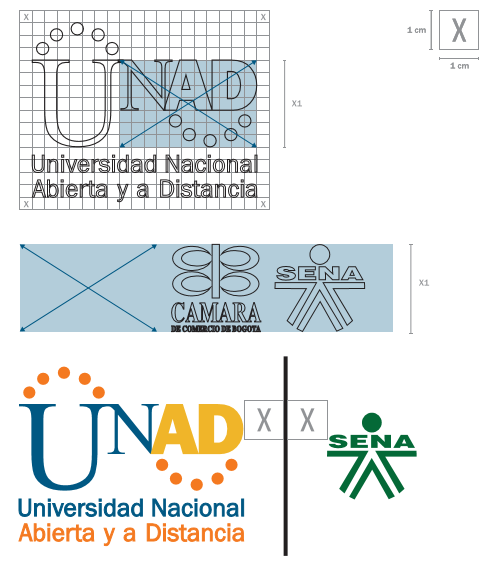 X X
1 cm X
1 cm
UNAD
X1
Universidad Nacional
Abierta y a Distancia
X X
SENA
X1
CAMARA
DE COMERCIO DE BOGOTA
UNAD
X X
SENA
Universidad Nacional
Abierta y a Distancia